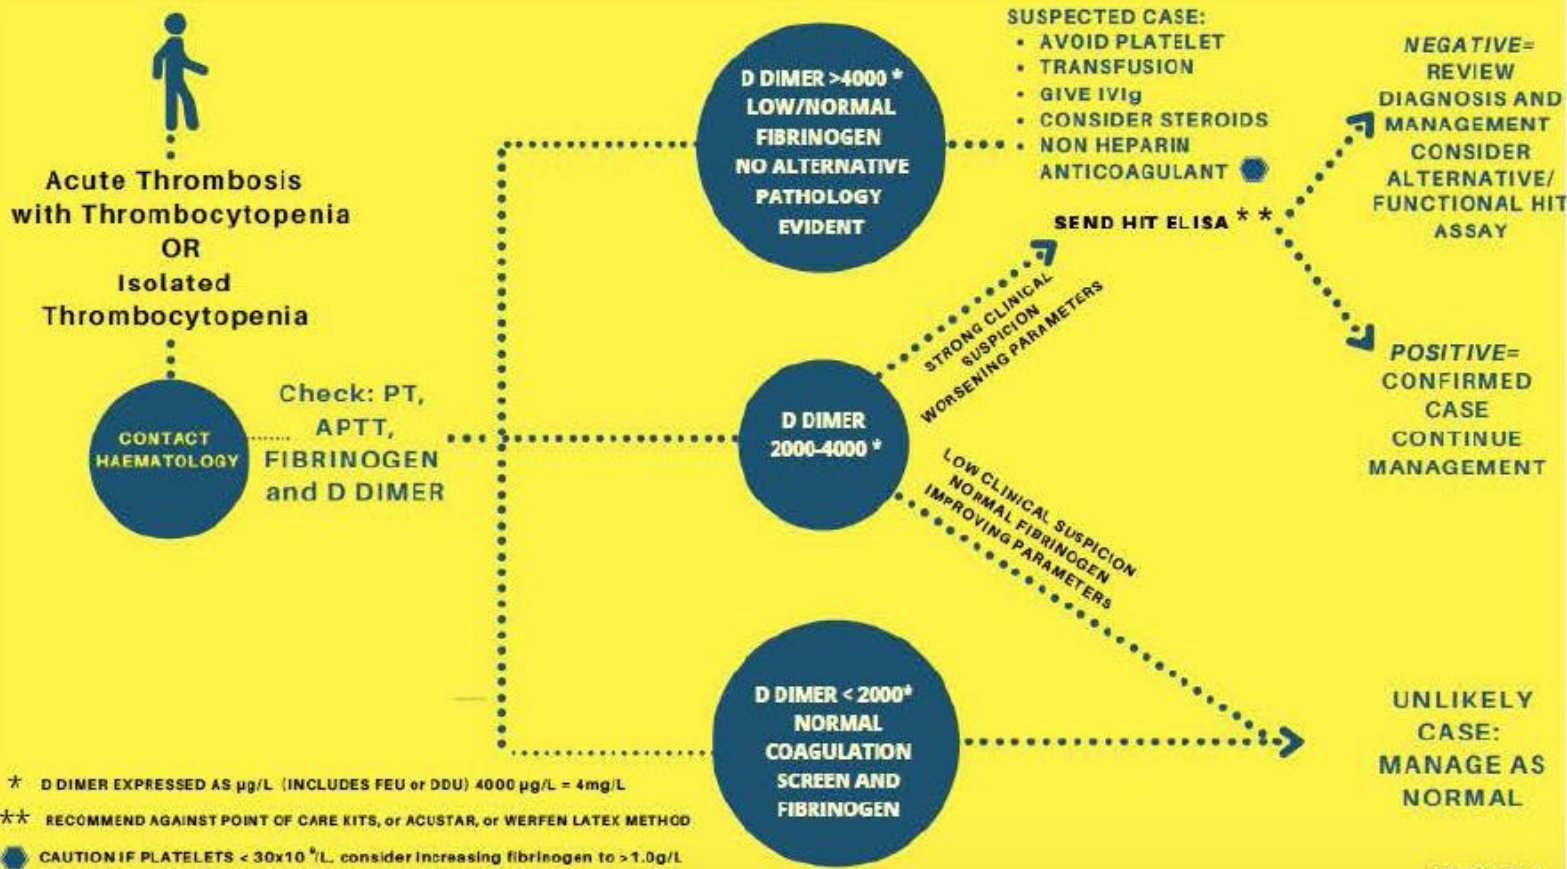 Acute Thrombosis
with Thrombocytopenia
OR
Isolated
Thrombocytopenia
CONTACT
HAEMATOLOGY
Check: PT,
APTT,
FIBRINOGEN
and D DIMER
D DIMER >4000 *
LOW/NORMAL
FIBRINOGEN
NO ALTERNATIVE
PATHOLOGY
EVIDENT
SUSPECTED CASE:
• AVOID PLATELET
• TRANSFUSION
• GIVE IVIg
• CONSIDER STEROIDS
• NON HEPARIN
ANTICOAGULANT
SEND HIT ELISA **
NEGATIVE=
REVIEW
DIAGNOSIS AND
MANAGEMENT
CONSIDER
ALTERNATIVE/
FUNCTIONAL HIT
ASSAY
POSITIVE=
CONFIRMED
CASE
CONTINUE
MANAGEMENT
D DIMER
2000-4000 *
STRONG CLINICAL
SUSPICION
WORSENING PARAMETERS
LOW CLINICAL SUSPICION
NORMAL FIBRINOGEN
IMPROVING PARAMETERS
D DIMER < 2000*
NORMAL
COAGULATION
SCREEN AND
FIBRINOGEN
UNLIKELY
CASE:
MANAGE AS
NORMAL
* D DIMER EXPRESSED AS µg/L (INCLUDES FEU or DDU) 4000 µg/L = 4mg/L
** RECOMMEND AGAINST POINT OF CARE KITS, or ACUSTAR, or WERFEN LATEX METHOD
CAUTION IF PLATELETS < 30x10⁹/L. consider increasing fibrinogen to >1.0g/L